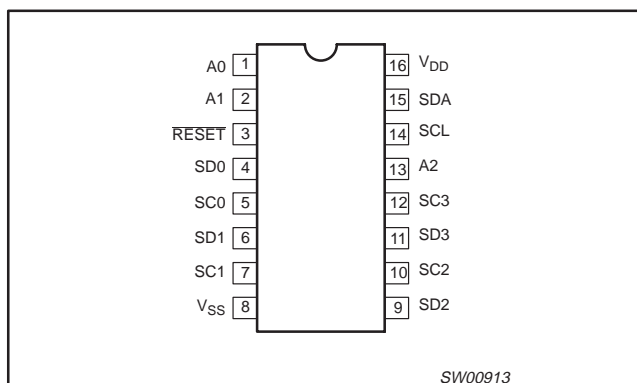 A0 1 16 VDD
A1 2 15 SDA
RESET 3 14 SCL
SD0 4 13 A2
SC0 5 12 SC3
SD1 6 11 SD3
SC1 7 10 SC2
VSS 8 9 SD2
SW00913